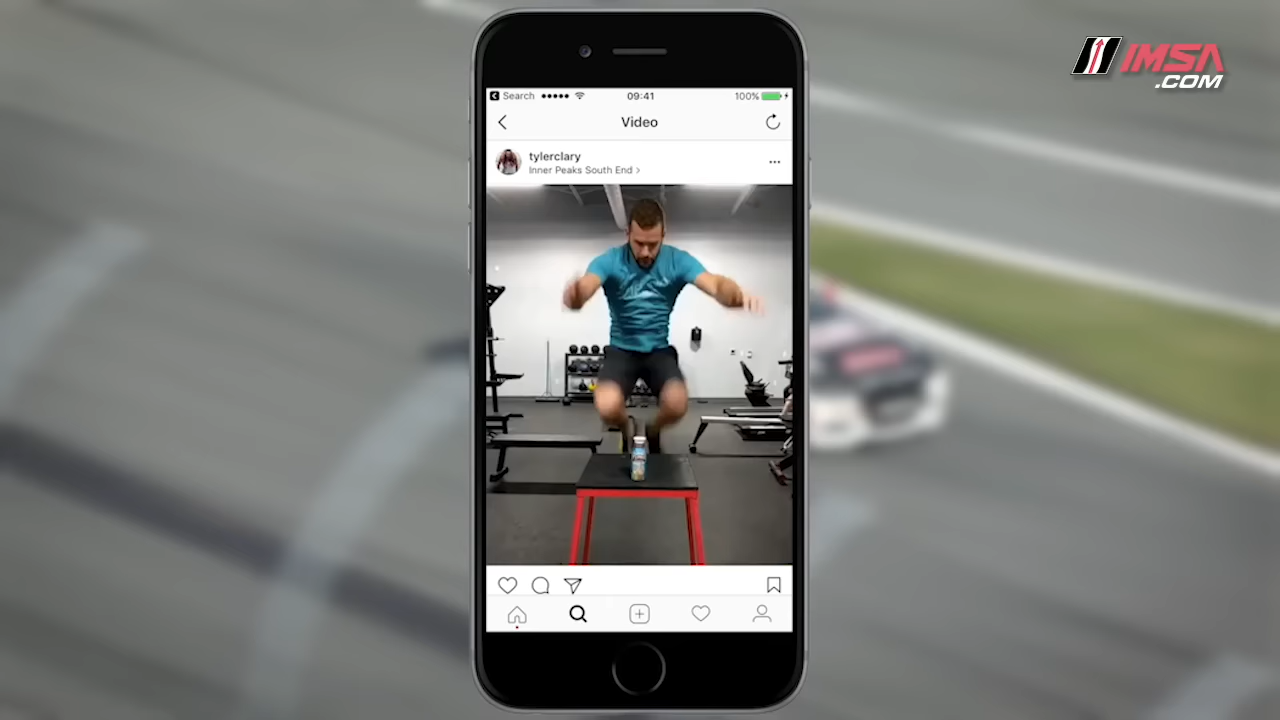 IMSA
.COM
Search
09:41
100%
Video
tylerclary
Inner Peaks South End